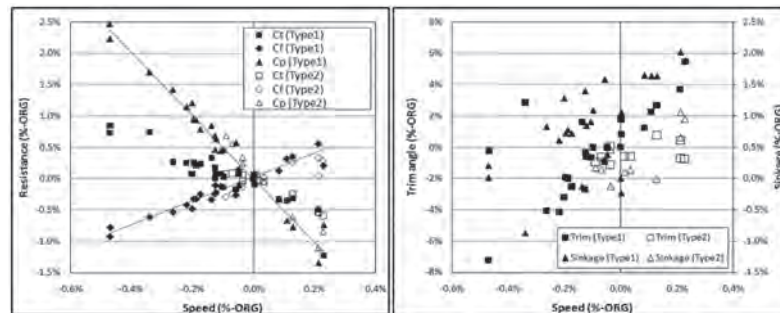 2.5%
2.0%
1.5%
1.0%
0.5%
0.0%
-0.5%
-1.0%
-1.5%
Resistance (%-ORG)
Ct (Type1)
Cf (Type1)
Cp (Type1)
Ct (Type2)
Cf (Type2)
Cp (Type2)
-0.6% -0.4% -0.2% 0.0% 0.2% 0.4%
Speed (%-ORG)
8%
6%
4%
2%
0%
-2%
-4%
-6%
-8%
Trim angle (%-ORG)
2.5%
2.0%
1.5%
1.0%
0.5%
0.0%
-0.5%
-1.0%
-1.5%
Sinkage (%-ORG)
Trim (Type1) Trim (Type2)
Sinkage (Type1) Sinkage (Type2)
-0.6% -0.4% -0.2% 0.0% 0.2% 0.4%
Speed (%-ORG)